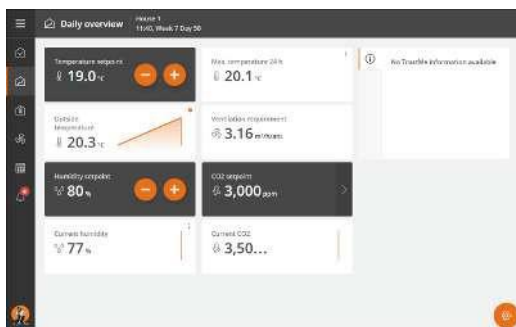 Daily overview
House 1
11:40, Week 7 Day 50
Temperature setpoint
19.0 °C
Max. temperature 24 h
20.1 °C
No Trouble information available
Outside
temperature
20.3 °C
Ventilation requirement
3.16
Humidity setpoint
80 %
CO2 setpoint
3,000 ppm
Current humidity
77 %
Current CO2
3,50...